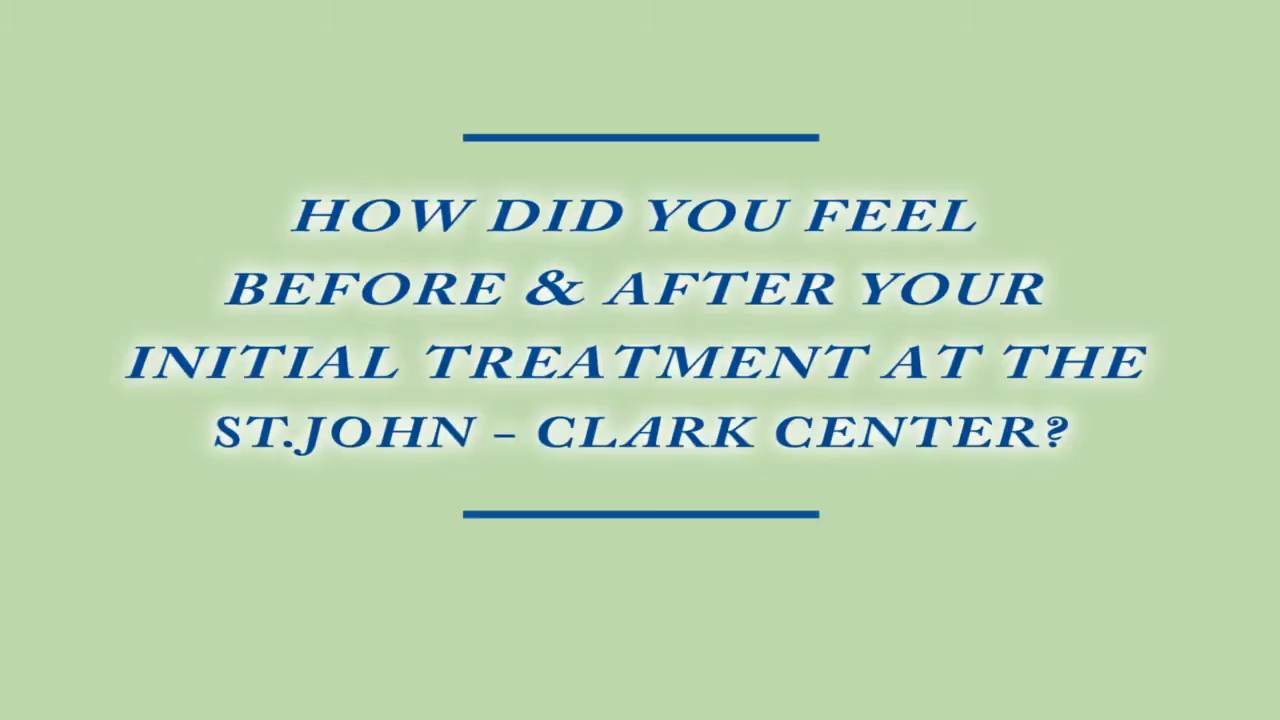 HOW DID YOU FEEL
BEFORE & AFTER YOUR
INITIAL TREATMENT AT THE
ST.JOHN - CLARK CENTER?